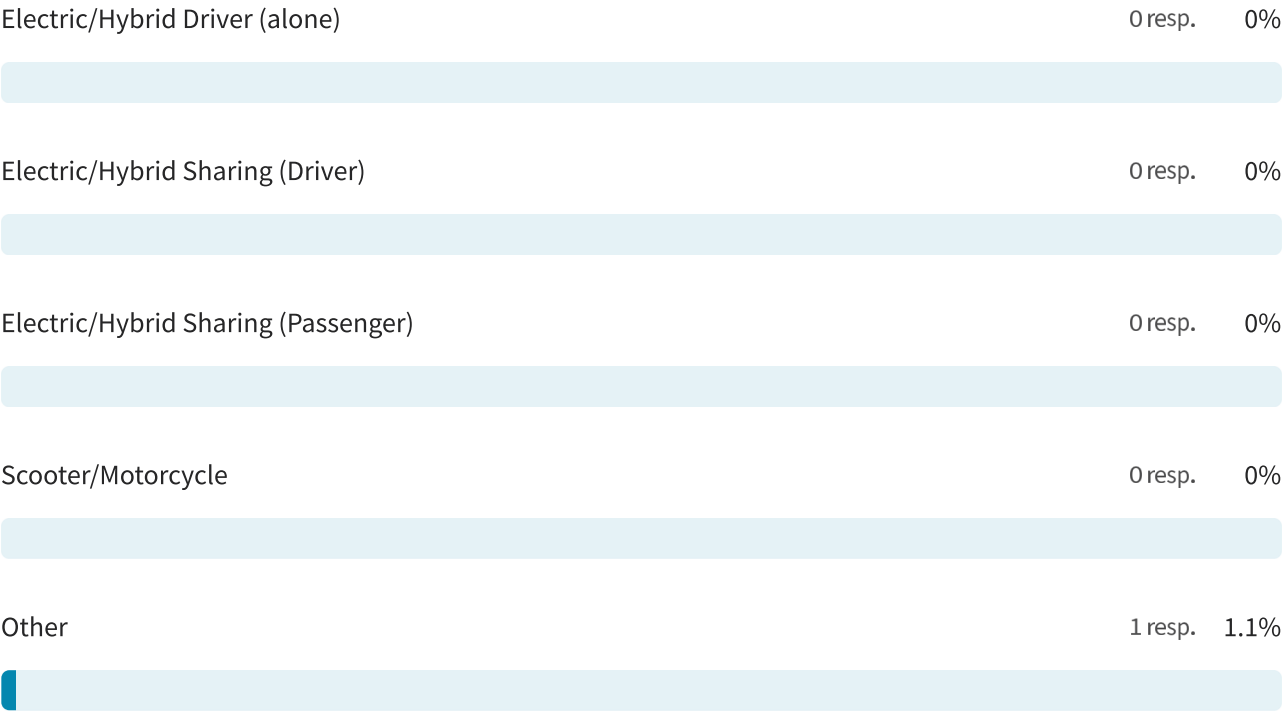 Electric/Hybrid Driver (alone) 0 resp. 0%
Electric/Hybrid Sharing (Driver) 0 resp. 0%
Electric/Hybrid Sharing (Passenger) 0 resp. 0%
Scooter/Motorcycle 0 resp. 0%
Other 1 resp. 1.1%